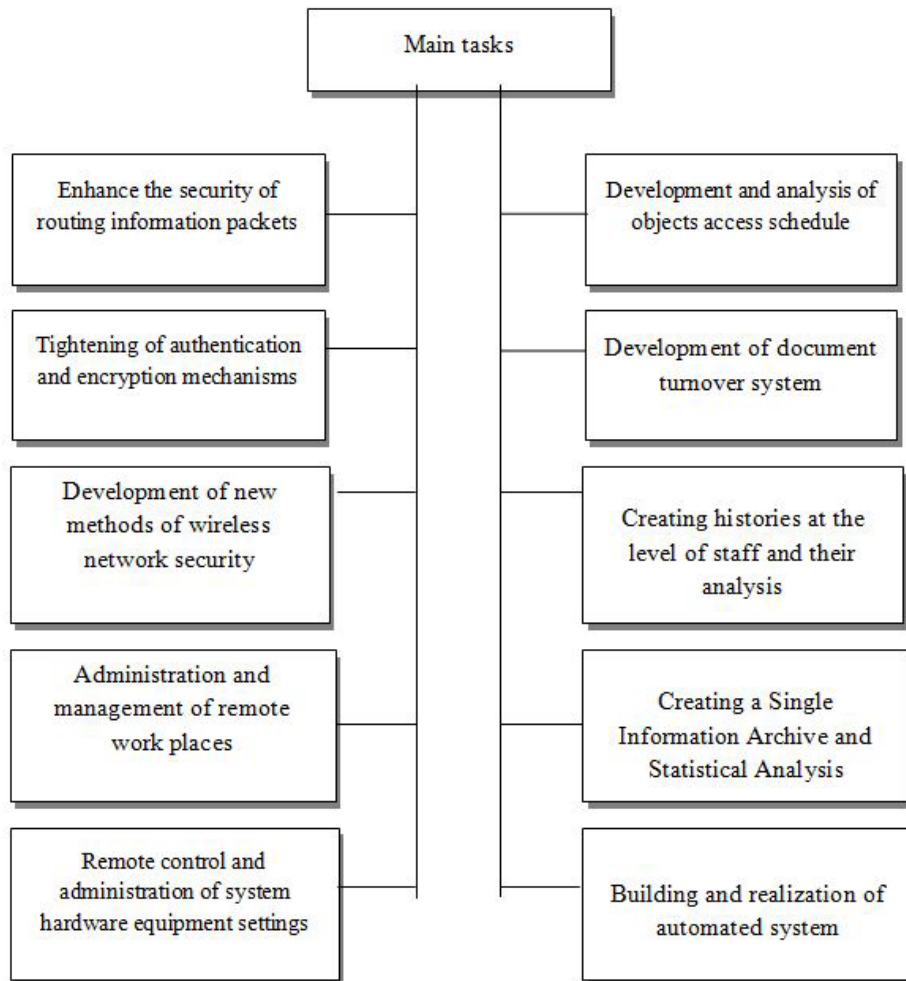 Main tasks
Enhance the security of
routing information packets
Tightening of authentication
and encryption mechanisms
Development of new
methods of wireless
network security
Administration and
management of remote
work places
Remote control and
administration of system
hardware equipment settings
Development and analysis of
objects access schedule
Development of document
turnover system
Creating histories at the
level of staff and their
analysis
Creating a Single
Information Archive and
Statistical Analysis
Building and realization of
automated system